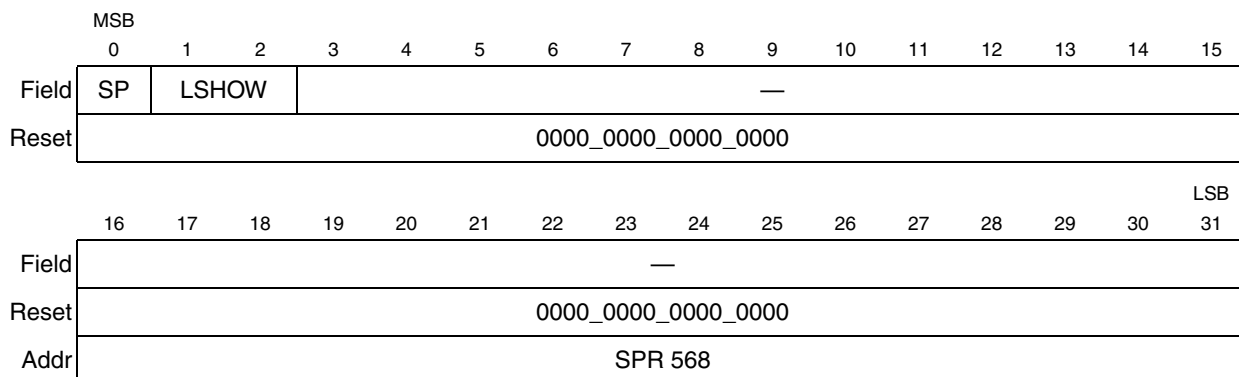 MSB
0 1 2 3 4 5 6 7 8 9 10 11 12 13 14 15
Field SP LSHOW —
Reset 0000_0000_0000_0000
LSB
16 17 18 19 20 21 22 23 24 25 26 27 28 29 30 31
Field —
Reset 0000_0000_0000_0000
Addr SPR 568